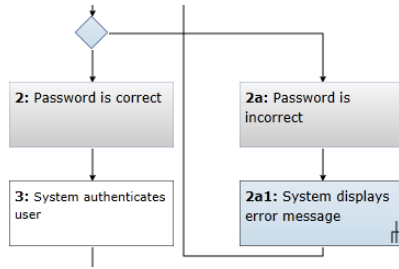 2: Password is correct
2a: Password is
incorrect
3: System authenticates
user
2a1: System displays
error message